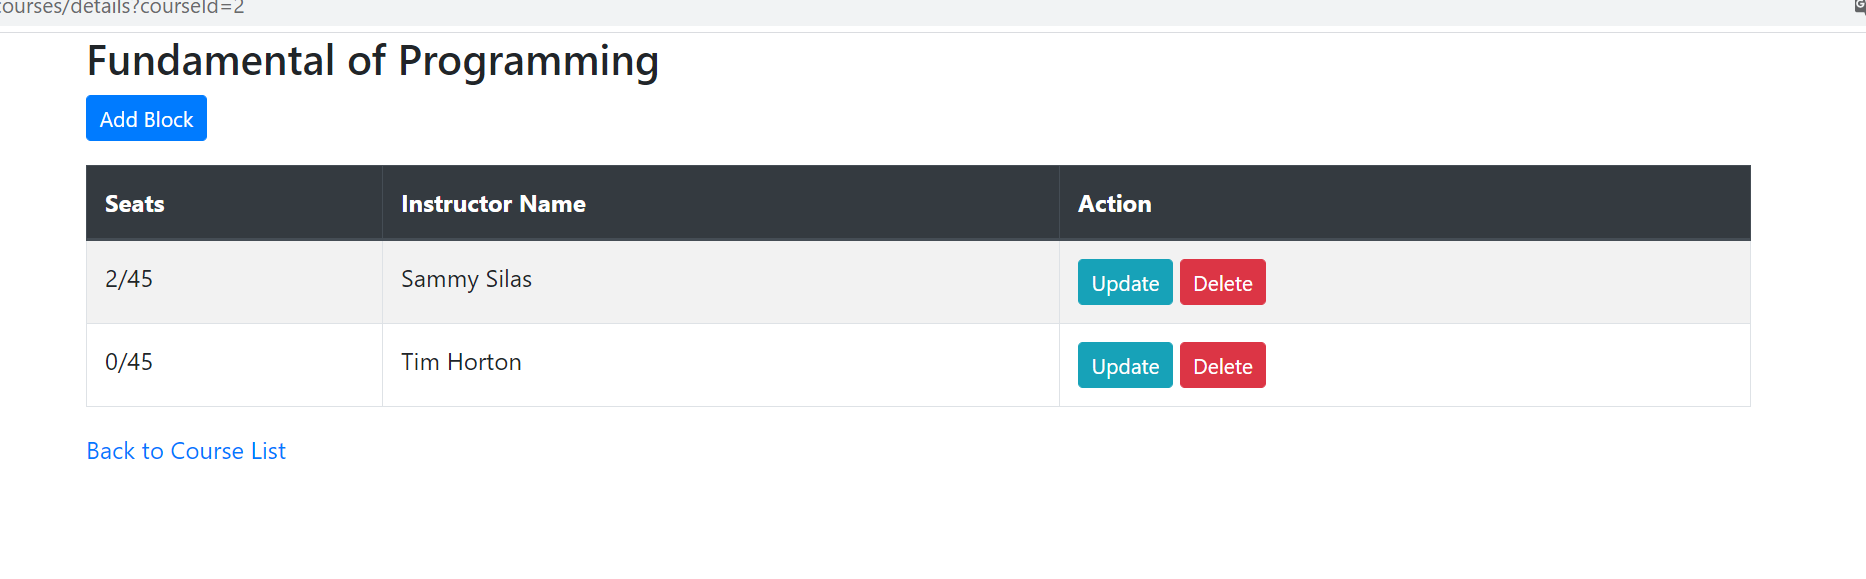 courses/details?courseId=2
Fundamental of Programming
Add Block
Seats Instructor Name Action
2/45 Sammy Silas Update Delete
0/45 Tim Horton Update Delete
Back to Course List